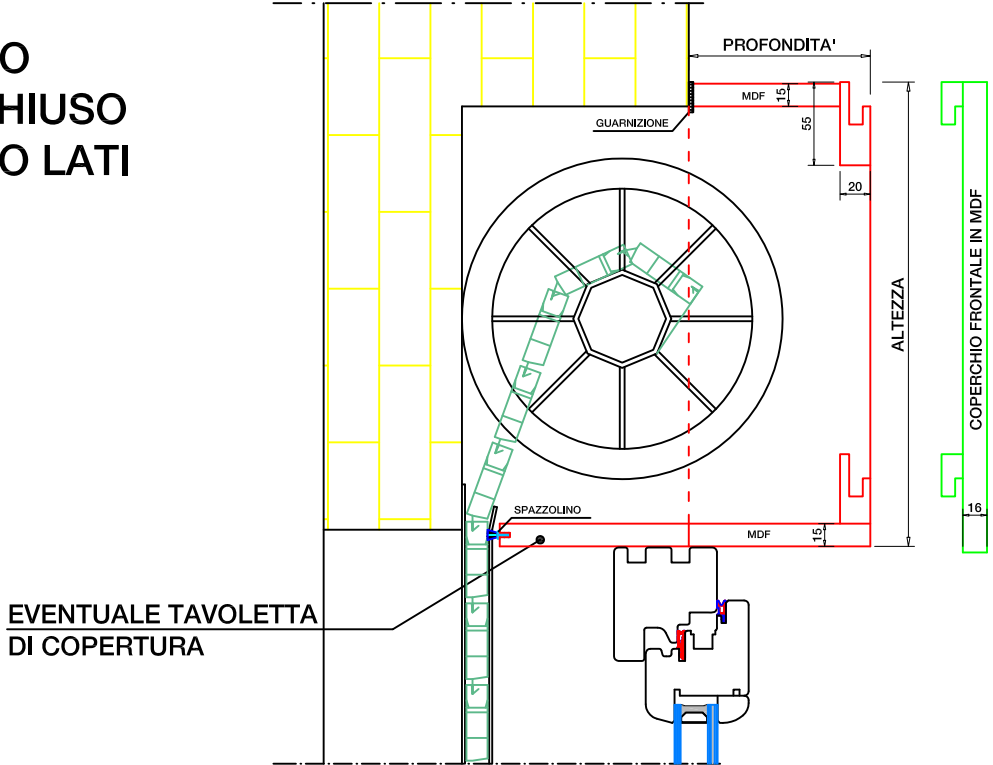 O
HIUSO
O LATI
PROFONDITA'
MDF
15
55
GUARNIZIONE
20
ALTEZZA
COPERCHIO FRONTALE IN MDF
16
SPAZZOLINO
MDF
15
EVENTUALE TAVOLETTA
DI COPERTURA